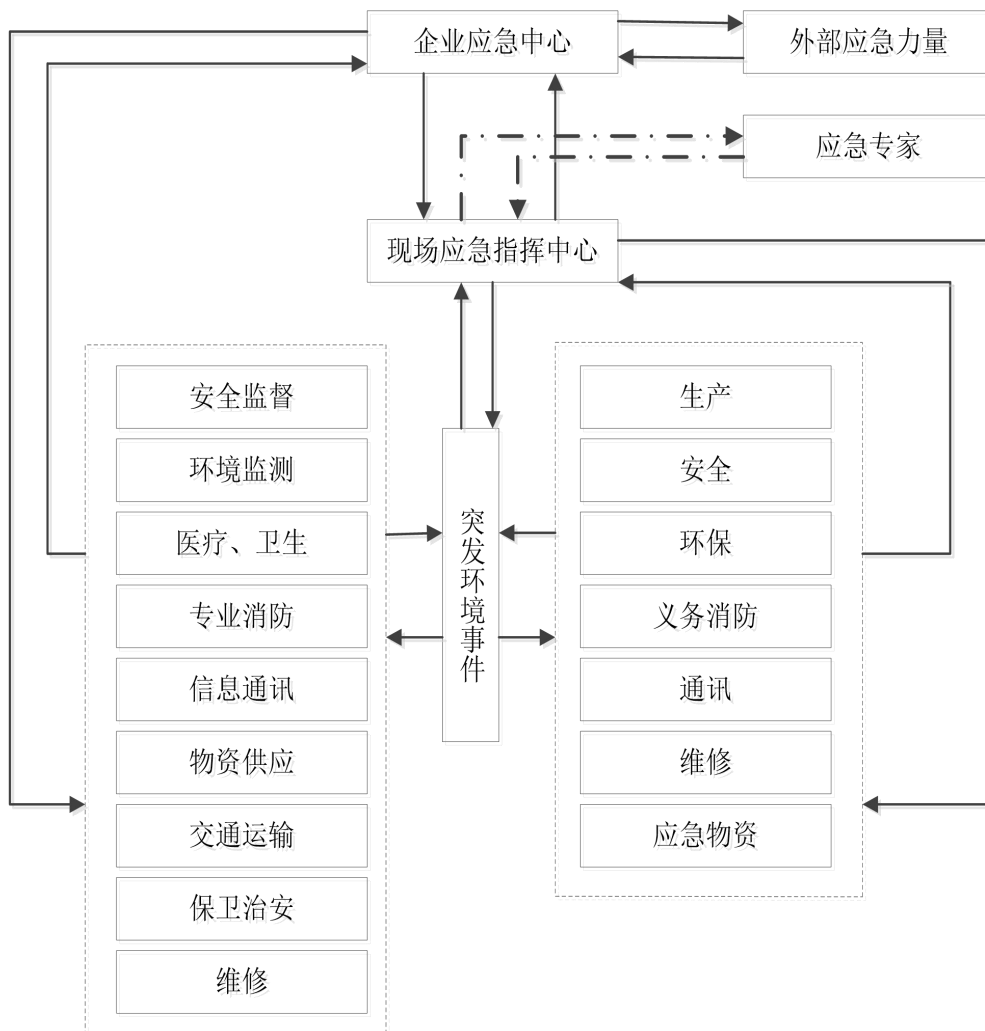 企业应急中心
外部应急力量
应急专家
现场应急指挥中心
安全监督
环境监测
医疗、卫生
专业消防
信息通讯
物资供应
交通运输
保卫治安
维修
突发环境事件
生产
安全
环保
义务消防
通讯
维修
应急物资